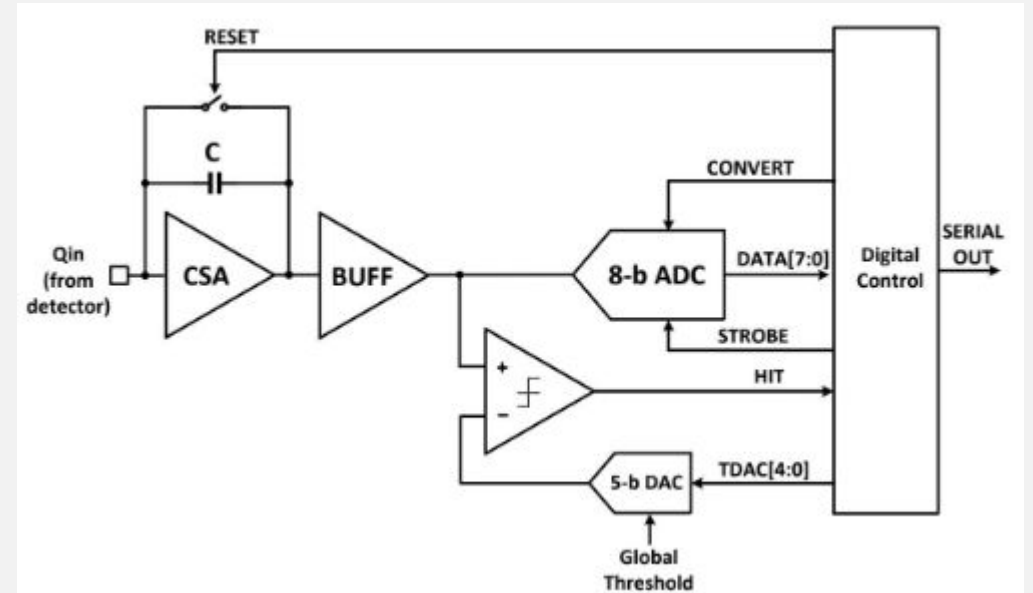 RESET
C
CONVERT
Qin
(from
detector)
CSA
BUFF
8-b ADC
DATA[7:0]
Digital
Control
SERIAL
OUT
STROBE
+
HIT
−
5-b DAC
TDAC[4:0]
Global
Threshold